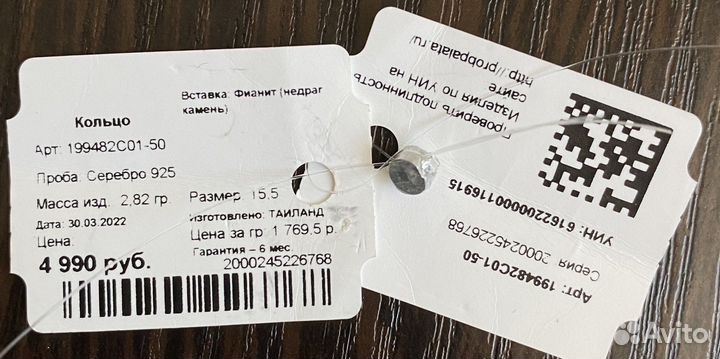 Кольцо
Вставка: Фианит (недраг камень)
Арт: 199482С01-50
Проба: Серебро 925
Масса изд. 2,82 гр.
Размер: 15,5
Дата: 30.03.2022
Изготовлено: ТАИЛАНД
Цена:
Цена за гр: 1 769,5 р.
4 990 руб.
Гарантия – 6 мес.
2000245226768
Проверить подлинность
Изделия по УИН на
сайте
http://probpalata.ru/
УИН: 6162200000116915
Серия 2000245226768
Арт: 199482С01-50
Avito